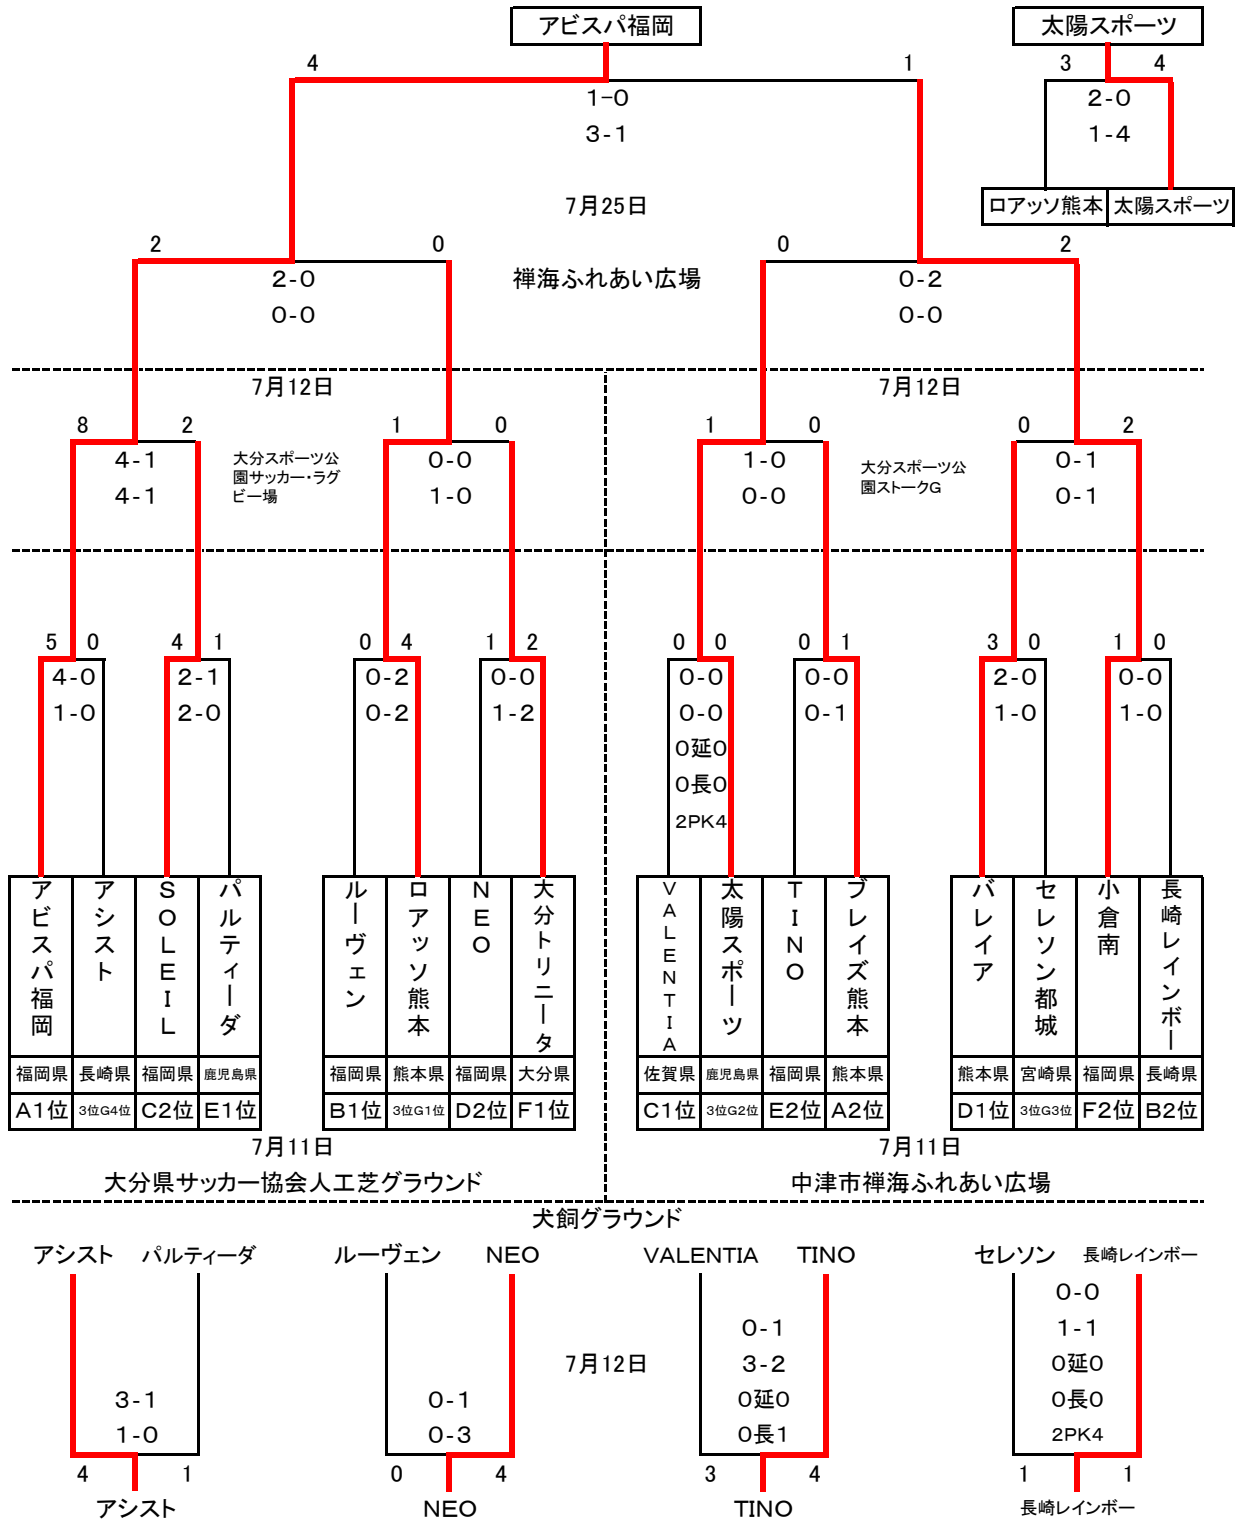 アビスパ福岡 太陽スポーツ
4 1 3 4
1-0 2-0
3-1 1-4
7月25日
ロアッソ熊本 太陽スポーツ
2 0 0 2
2-0 禅海ふれあい広場 0-2
0-0 0-0
7月12日 7月12日
8 2 1 0 1 0 0 2
4-1 0-0 1-0 0-1
4-1 1-0 0-0 0-1
大分スポーツ公
園サッカー・ラグ
ビー場
大分スポーツ公
園ストークG
5 0 4 1 0 4 1 2 0 0 0 1 3 0 1 0
4-0 2-1 0-2 0-0 0-0 0-0 2-0 0-0
1-0 2-0 0-2 1-2 0-0 0-1 1-0 1-0
0延0
0長0
2PK4
アビスパ福岡
アシスト
SOLEIL
パルティーダ
ルーヴェン
ロアッソ熊本
NEO
大分トリニータ
VALENTIA
太陽スポーツ
TINO
ブレイズ熊本
バレイア
セレソン都城
小倉南
長崎レインボー
福岡県 長崎県 福岡県 鹿児島県 福岡県 熊本県 福岡県 大分県 佐賀県 鹿児島県 福岡県 熊本県 熊本県 宮崎県 福岡県 長崎県
A1位 3位G4位 C2位 E1位 B1位 3位G1位 D2位 F1位 C1位 3位G2位 E2位 A2位 D1位 3位G3位 F2位 B2位
7月11日 7月11日
大分県サッカー協会人工芝グラウンド 中津市禅海ふれあい広場
犬飼グラウンド
アシスト パルティーダ ルーヴェン NEO VALENTIA TINO セレソン 長崎レインボー
0-0
0-1 1-1
7月12日 3-2 0延0
3-1 0-1 0延0 0長0
1-0 0-3 0長1 2PK4
4 1 0 4 3 4 1 1
アシスト NEO TINO 長崎レインボー